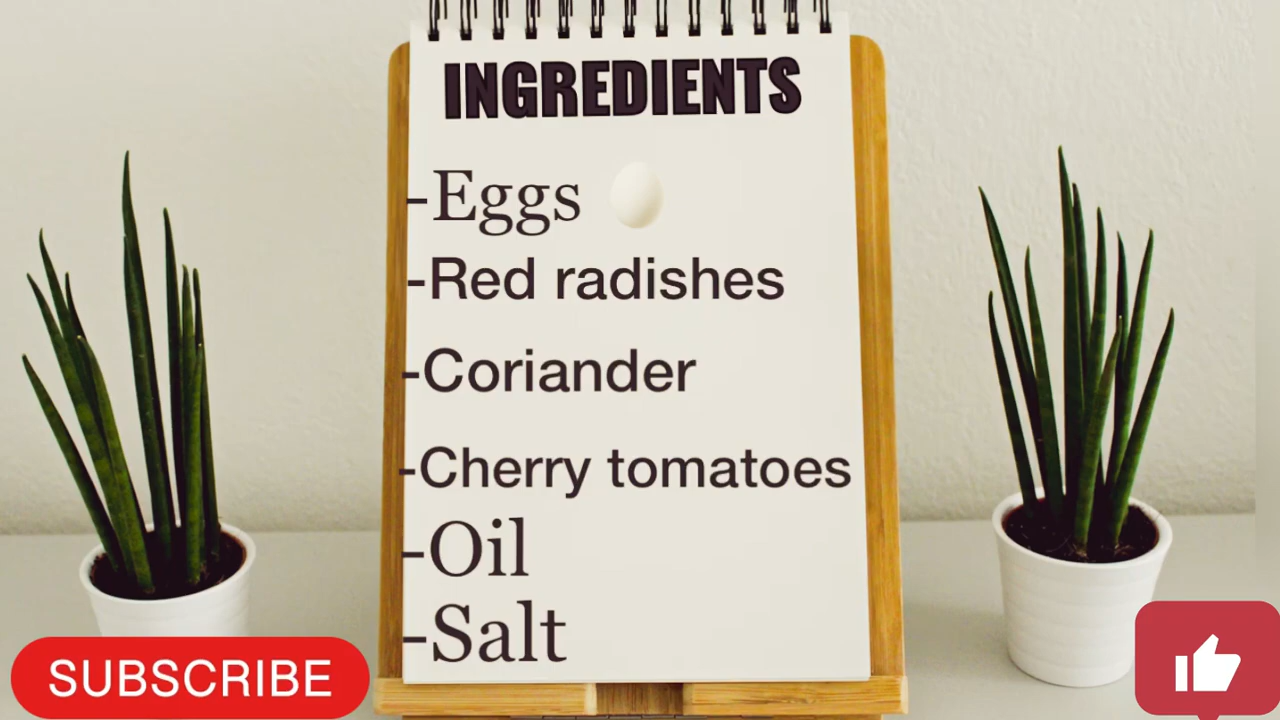 INGREDIENTS
-Eggs
-Red radishes
-Coriander
-Cherry tomatoes
-Oil
-Salt
SUBSCRIBE